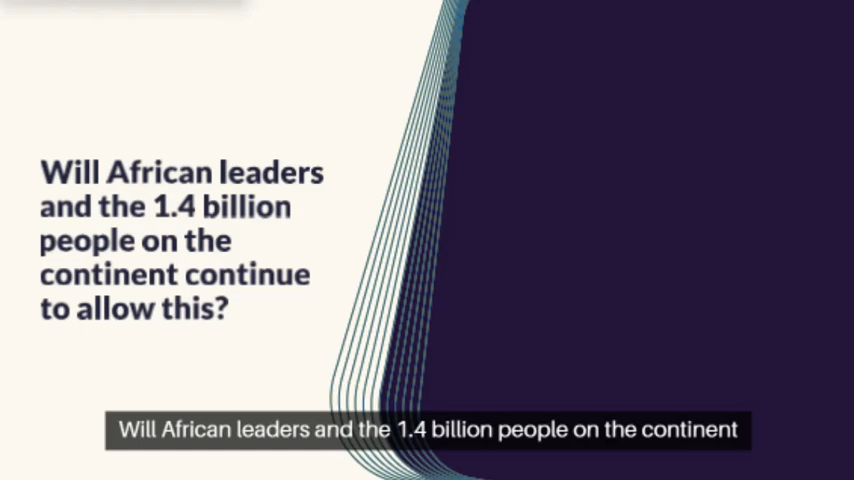 Will African leaders
and the 1.4 billion
people on the
continent continue
to allow this?
Will African leaders and the 1.4 billion people on the continent